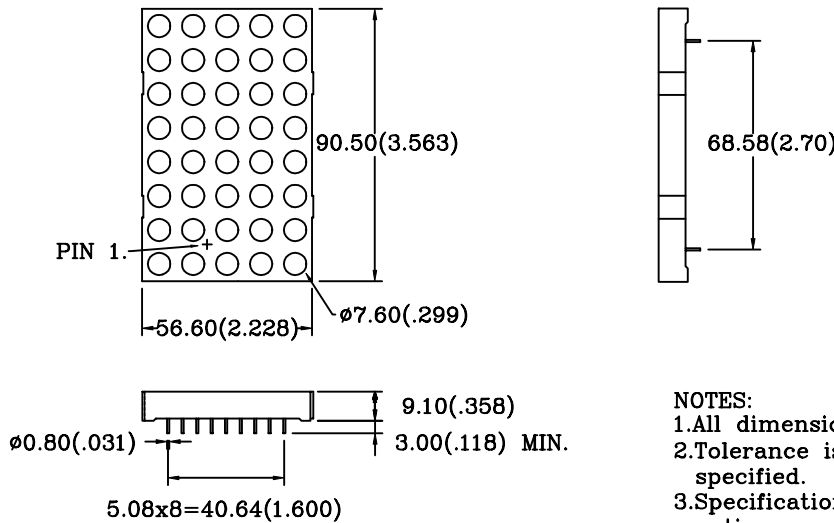 90.50(3.563)
68.58(2.70)
PIN 1.
ø7.60(.299)
56.60(2.228)
9.10(.358)
ø0.80(.031)
3.00(.118) MIN.
5.08x8=40.64(1.600)
NOTES:
1.All
2.Tolerance
specified.